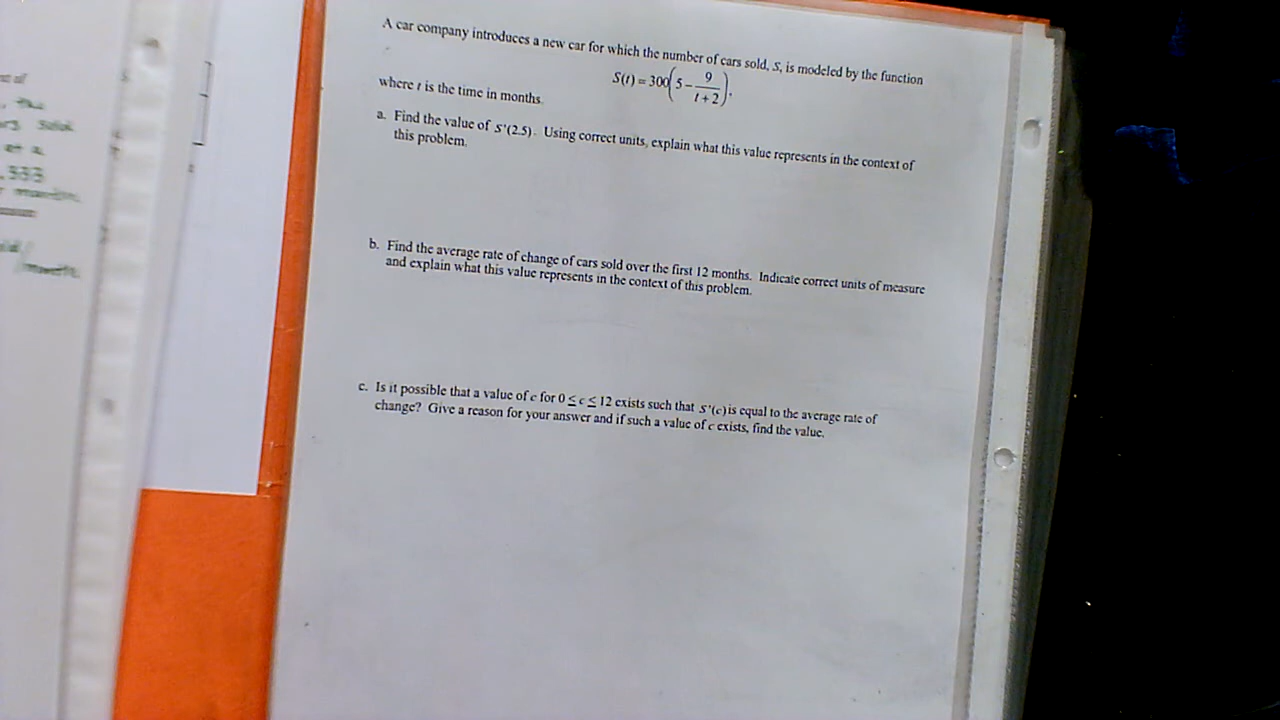 A car company introduces a new car for which the number of cars sold, S, is modeled by the function
S(t) = 300(5 - 9/(t+2)),
where t is the time in months.
a. Find the value of S'(2.5). Using correct units, explain what this value represents in the context of
this problem.
b. Find the average rate of change of cars sold over the first 12 months. Indicate correct units of measure
and explain what this value represents in the context of this problem.
c. Is it possible that a value of c for 0 ≤ c ≤ 12 exists such that S'(c) is equal to the average rate of
change? Give a reason for your answer and if such a value of c exists, find the value.
of
sold
.333